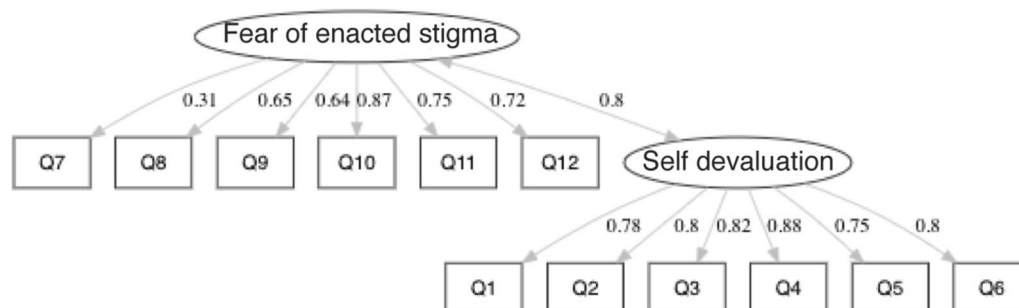 Fear of enacted stigma
0.31 0.65 0.64 0.87 0.75 0.72 0.8
Q7 Q8 Q9 Q10 Q11 Q12
Self devaluation
0.78 0.8 0.82 0.88 0.75 0.8
Q1 Q2 Q3 Q4 Q5 Q6